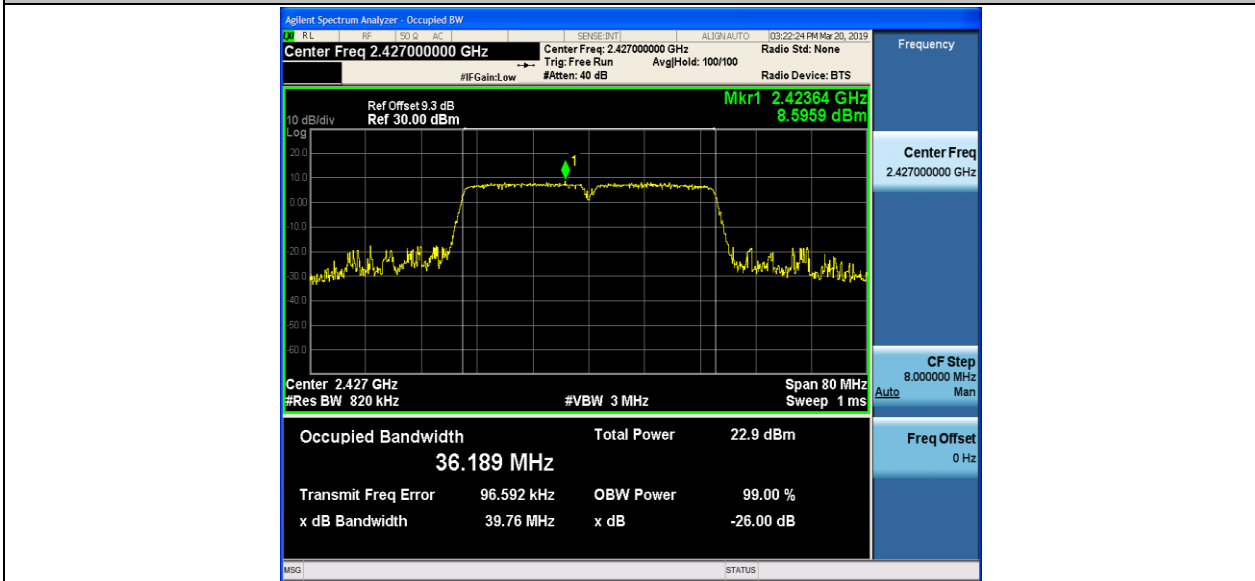 Agilent Spectrum Analyzer - Occupied BW
RL RF 50 Ω AC SENSE:INT ALIGNAUTO 03:22:24 PM Mar 20, 2019
Center Freq 2.427000000 GHz
Center Freq: 2.427000000 GHz Radio Std: None
Trig: Free Run Avg|Hold: 100/100
#IFGain:Low #Atten: 40 dB Radio Device: BTS
Frequency
Mkr1 2.42364 GHz
8.5959 dBm
Ref Offset 9.3 dB
10 dB/div Ref 30.00 dBm
Log
20.0
10.0
0.00
-10.0
-20.0
-30.0
-40.0
-50.0
-60.0
1
Center 2.427 GHz Span 80 MHz
#Res BW 820 kHz #VBW 3 MHz Sweep 1 ms
Occupied Bandwidth Total Power 22.9 dBm
36.189 MHz
Transmit Freq Error 96.592 kHz OBW Power 99.00 %
x dB Bandwidth 39.76 MHz x dB -26.00 dB
Center Freq
2.427000000 GHz
CF Step
8.000000 MHz
Auto Man
Freq Offset
0 Hz
MSG STATUS